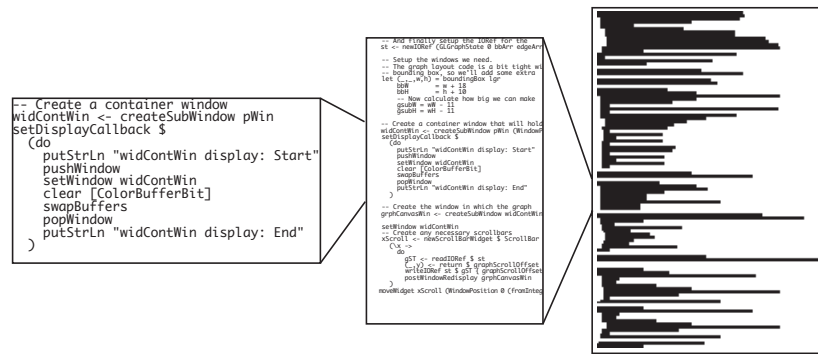 -- Create a container window
widContWin <- createSubWindow pWin
setDisplayCallback $
(do
putStrLn "widContWin display: Start"
pushWindow
setWindow widContWin
clear [ColorBufferBit]
swapBuffers
popWindow
putStrLn "widContWin display: End"
)
-- And finally setup the IORef for the
st <- newIORef (GLGraphState 0 bbArr edgeArr
-- Setup the windows we need.
-- The graph layout code is a bit tight wi
-- bounding box, so we'll add some extra
let (_,_,w,h) = boundingBox lgr
bbW = w + 18
bbH = h + 10
-- Now calculate how big we can make
gsubW = wW - 11
gsubH = wH - 11
-- Create a container window that will hold
widContWin <- createSubWindow pWin (WindowP
setDisplayCallback $
(do
putStrLn "widContWin display: Start"
pushWindow
setWindow widContWin
clear [ColorBufferBit]
swapBuffers
popWindow
putStrLn "widContWin display: End"
)
-- Create the window in which the graph
grphCanvasWin <- createSubWindow widContWin
setWindow widContWin
-- Create any necessary scrollbars
xScroll <- newScrollBarWidget $ ScrollBar
(\x ->
do
gST <- readIORef $ st
(_,y) <- return $ graphScrollOffset
writeIORef st $ gST { graphScrollOffset
postWindowRedisplay grphCanvasWin
)
moveWidget xScroll (WindowPosition 0 (fromInteg